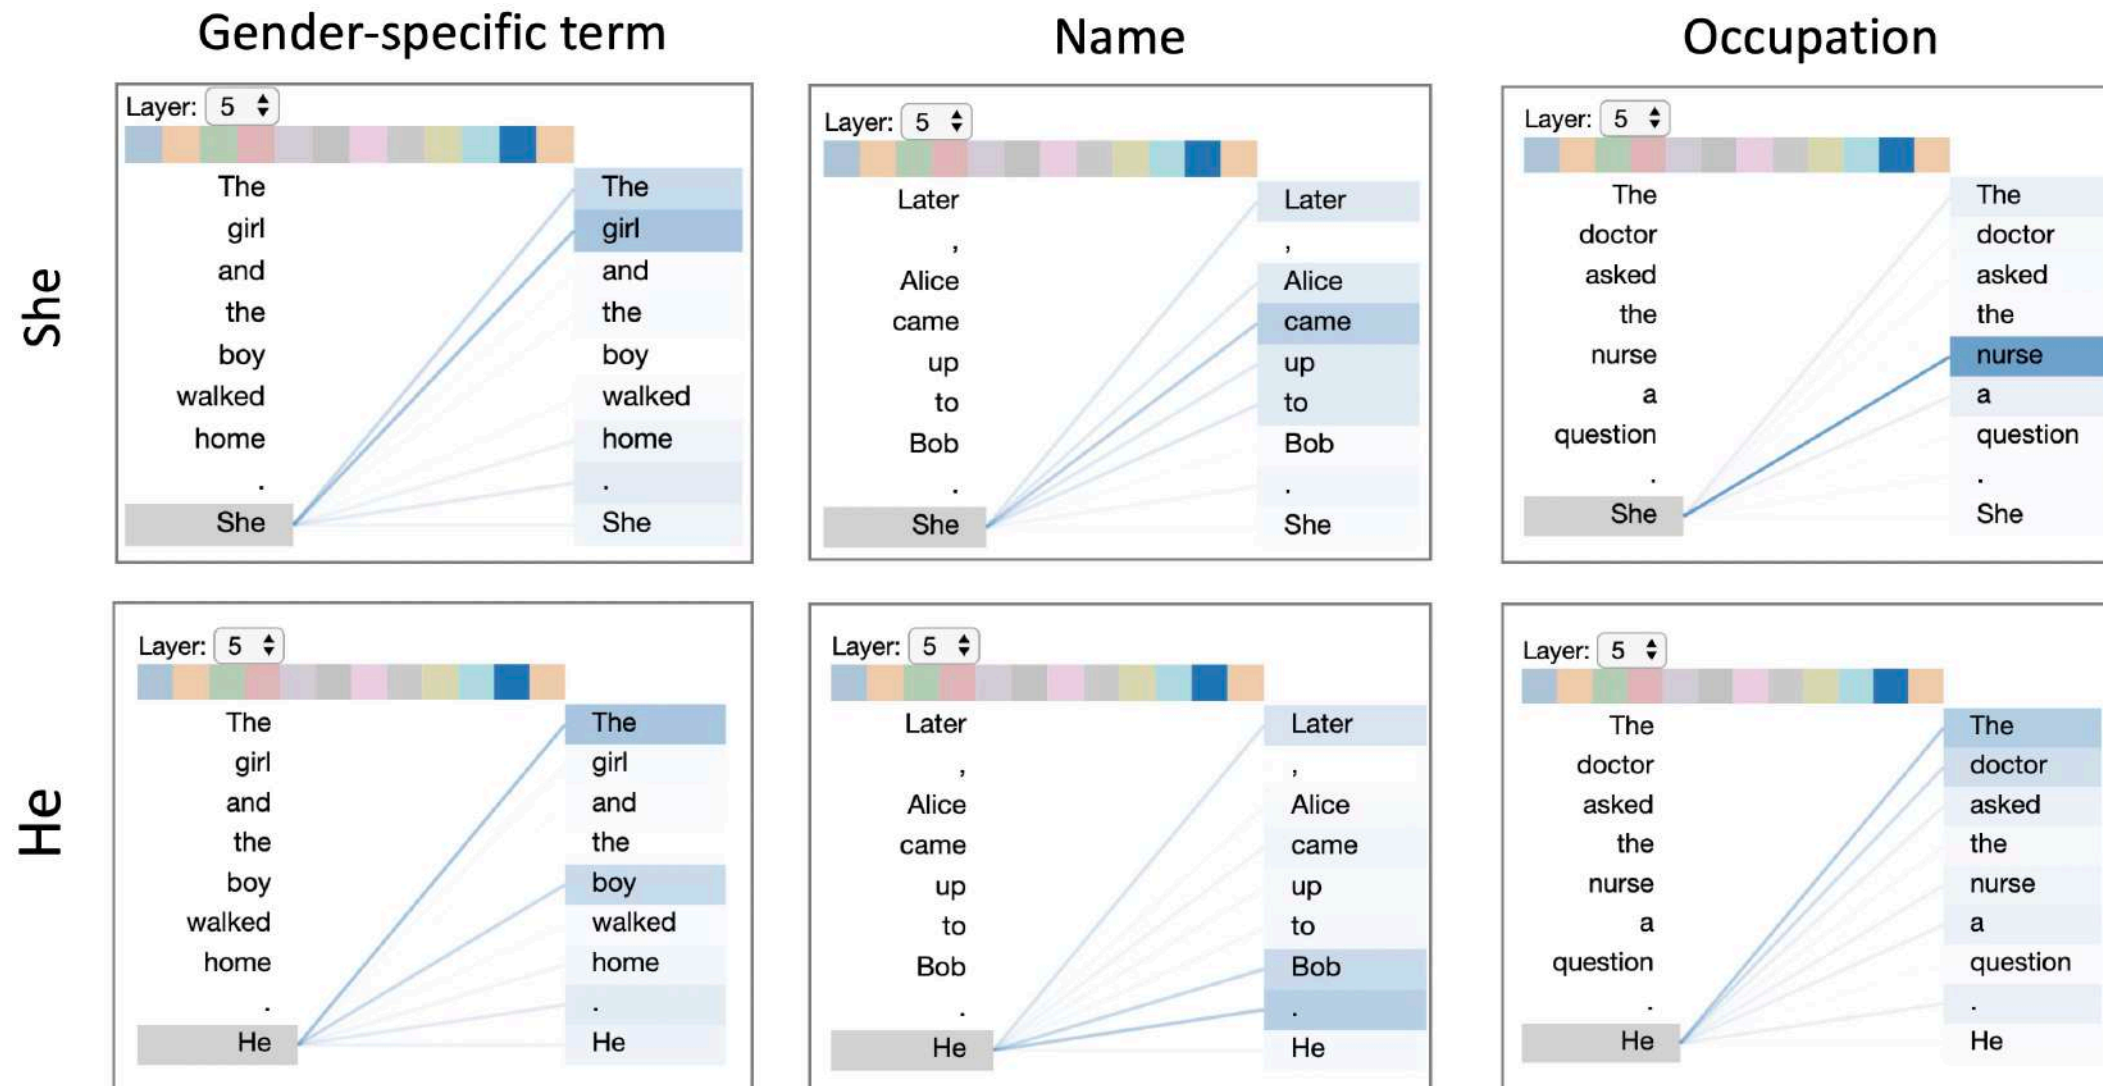 Gender-specific term
Name
Occupation
She
Layer: 5
The The
girl girl
and and
the the
boy boy
walked walked
home home
. .
She She
Layer: 5
Later Later
, ,
Alice Alice
came came
up up
to to
Bob Bob
. .
She She
Layer: 5
The The
doctor doctor
asked asked
the the
nurse nurse
a a
question question
. .
She She
He
Layer: 5
The The
girl girl
and and
the the
boy boy
walked walked
home home
. .
He He
Layer: 5
Later Later
, ,
Alice Alice
came came
up up
to to
Bob Bob
. .
He He
Layer: 5
The The
doctor doctor
asked asked
the the
nurse nurse
a a
question question
. .
He He